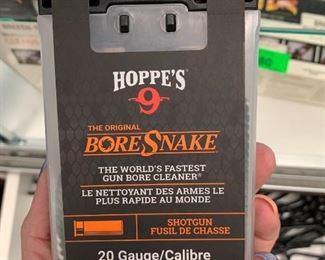 HOPPE'S
9
THE ORIGINAL
BORESNAKE®
THE WORLD'S FASTEST
GUN BORE CLEANER®
LE NETTOYANT DES ARMES LE
PLUS RAPIDE AU MONDE
SHOTGUN
FUSIL DE CHASSE
20 Gauge/Calibre